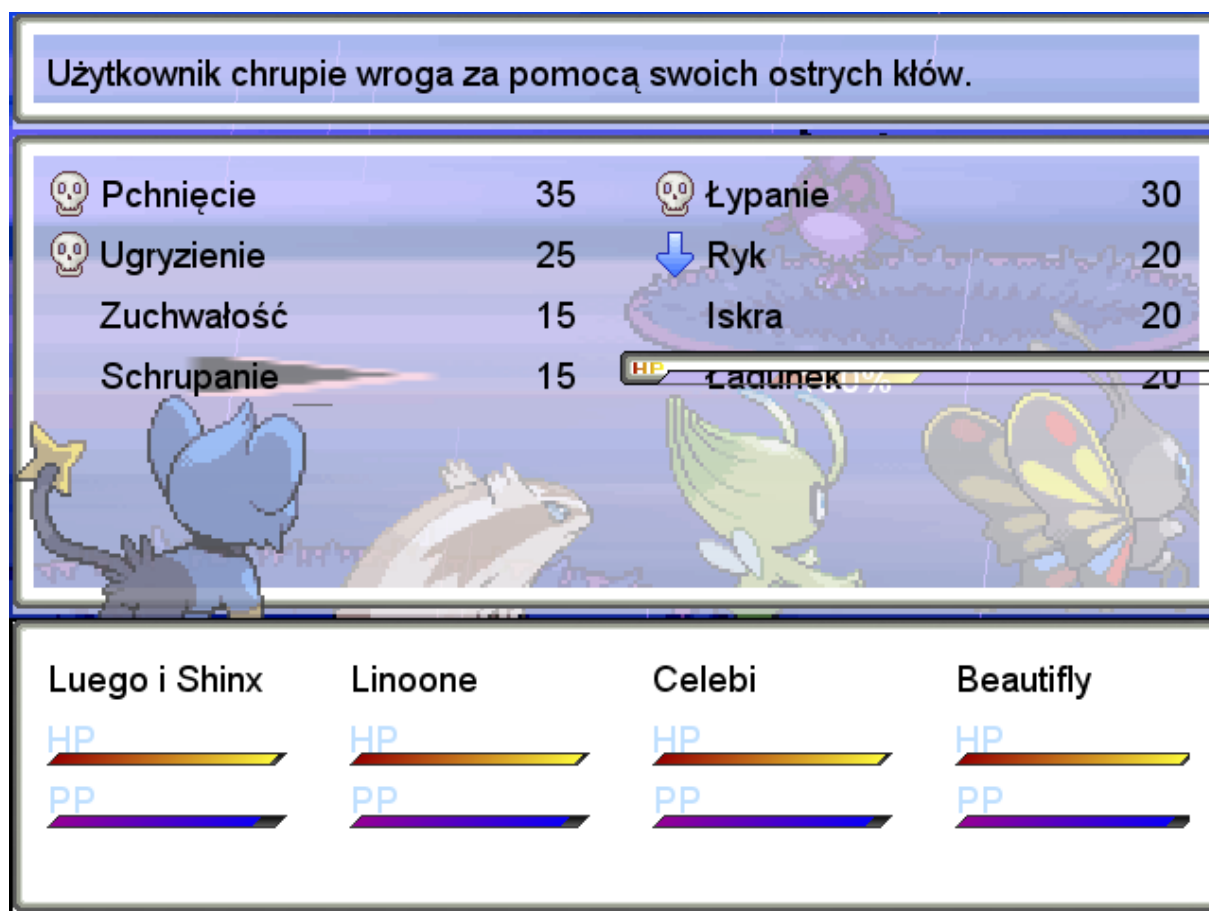 Użytkownik chrupie wroga za pomocą swoich ostrych kłów.
Pchnięcie 35 Łypanie 30
Ugryzienie 25 Ryk 20
Zuchwałość 15 Iskra 20
Schrupanie 15 Ładunek 20
HP
Luego i Shinx Linoone Celebi Beautifly
HP HP HP HP
PP PP PP PP